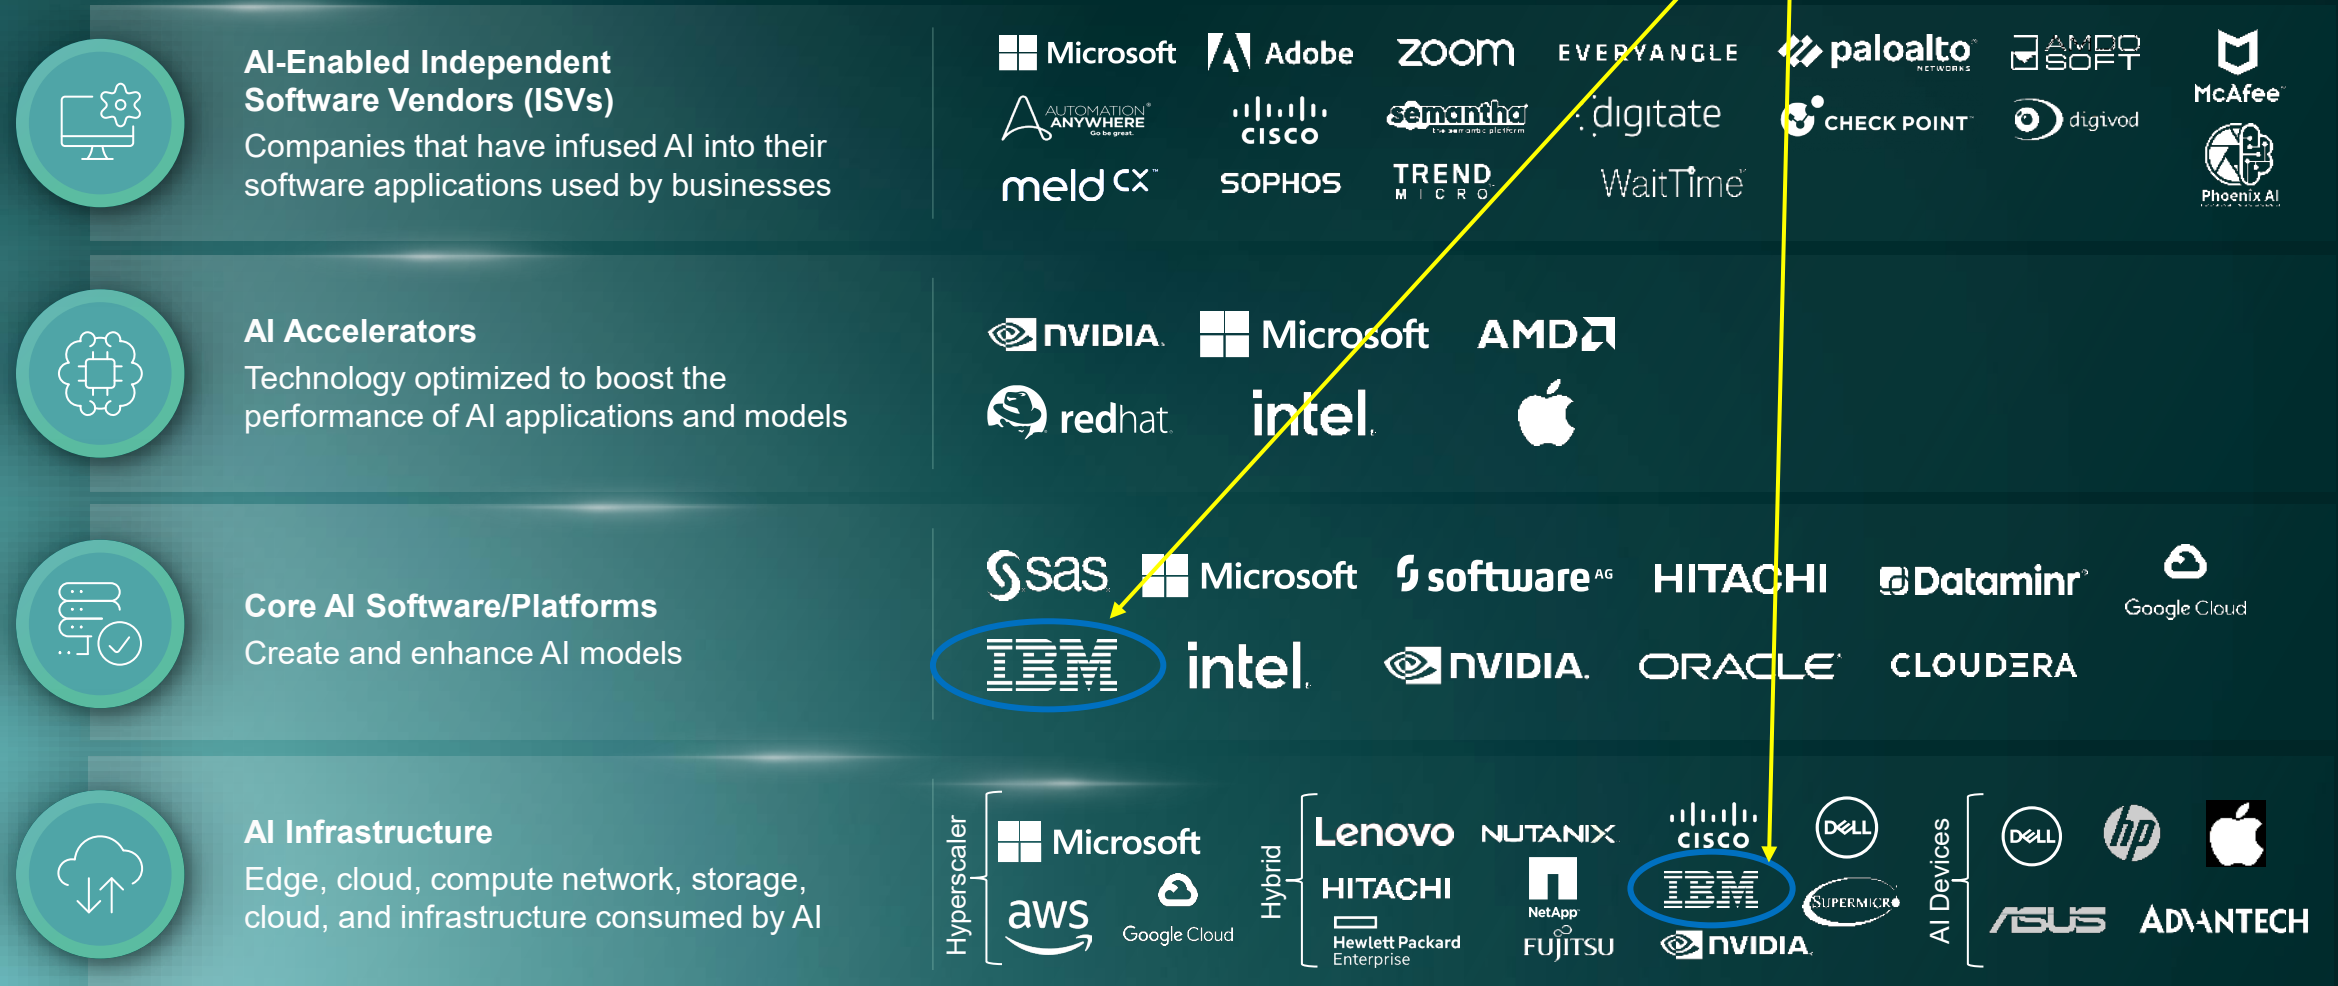 AI-Enabled Independent
Software Vendors (ISVs)
Companies that have infused AI into their
software applications used by businesses
Microsoft Adobe zoom EVERYANGLE paloalto NETWORKS AMDO SOFT McAfee
AUTOMATION ANYWHERE Go be great. CISCO semantha the semantic platform digitate CHECK POINT digivod Phoenix AI
meld CX SOPHOS TREND MICRO WaitTime
AI Accelerators
Technology optimized to boost the
performance of AI applications and models
NVIDIA. Microsoft AMD
redhat. intel.
Core AI Software/Platforms
Create and enhance AI models
sas Microsoft software AG HITACHI Dataminr Google Cloud
IBM intel. NVIDIA. ORACLE CLOUDERA
AI Infrastructure
Edge, cloud, compute network, storage,
cloud, and infrastructure consumed by AI
Hyperscaler
Microsoft
aws Google Cloud
Hybrid
Lenovo NUTANIX CISCO DELL
HITACHI NetApp IBM SUPERMICRO
Hewlett Packard
Enterprise
FUJITSU NVIDIA.
AI Devices
DELL hp
ASUS ADVANTECH